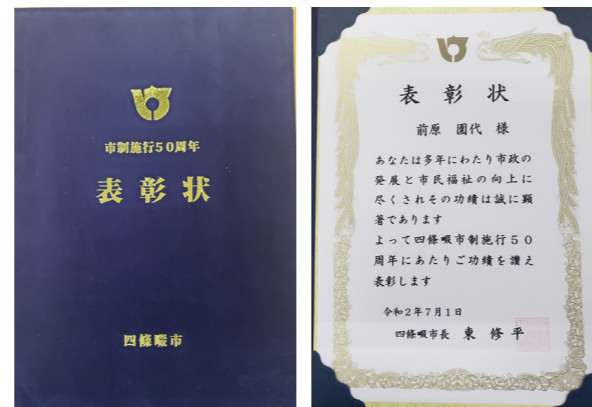 市制施行50周年
表彰状
四條畷市
表彰状
前原 園代 様
あなたは多年にわたり市政の
発展と市民福祉の向上に
尽くされその功績は誠に顕
著であります
よって四條畷市制施行50
周年にあたりご功績を讃え
表彰します
令和2年7月1日
四條畷市長 東 修平